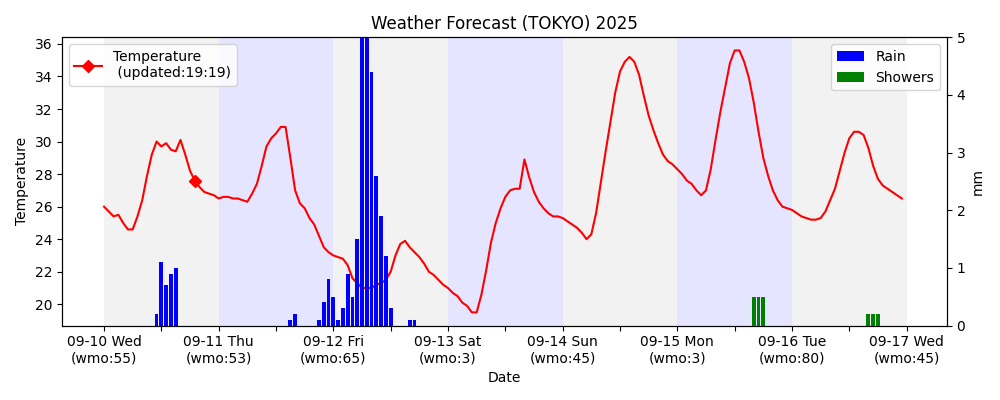 Weather Forecast (TOKYO) 2025
Temperature
(updated:19:19)
Rain
Showers
Temperature
36
34
32
30
28
26
24
22
20
5
4
3
2
1
0
mm
09-10 Wed
(wmo:55)
09-11 Thu
(wmo:53)
09-12 Fri
(wmo:65)
09-13 Sat
(wmo:3)
09-14 Sun
(wmo:45)
09-15 Mon
(wmo:3)
09-16 Tue
(wmo:80)
09-17 Wed
(wmo:45)
Date